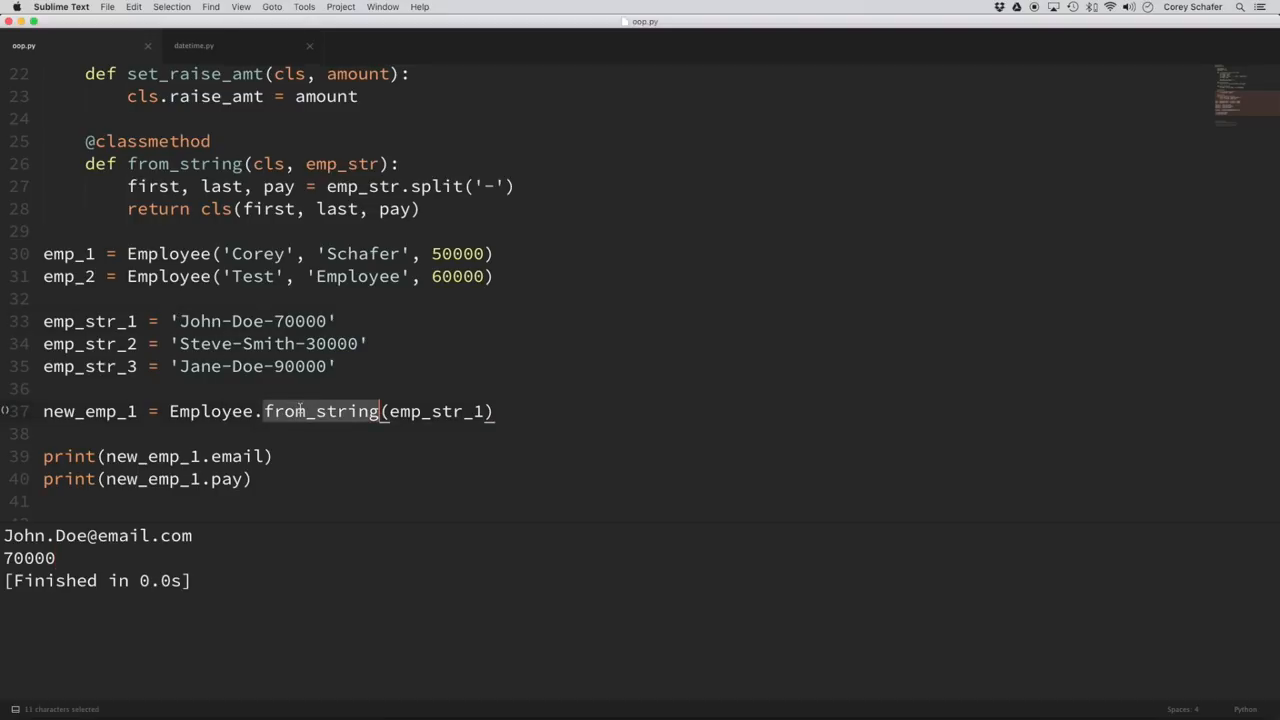 Sublime Text File Edit Selection Find View Goto Tools Project Window Help Corey Schafer
oop.py
oop.py datetime.py
22 def set_raise_amt(cls, amount):
23 cls.raise_amt = amount
24
25 @classmethod
26 def from_string(cls, emp_str):
27 first, last, pay = emp_str.split('-')
28 return cls(first, last, pay)
29
30 emp_1 = Employee('Corey', 'Schafer', 50000)
31 emp_2 = Employee('Test', 'Employee', 60000)
32
33 emp_str_1 = 'John-Doe-70000'
34 emp_str_2 = 'Steve-Smith-30000'
35 emp_str_3 = 'Jane-Doe-90000'
36
37 new_emp_1 = Employee.from_string(emp_str_1)
38
39 print(new_emp_1.email)
40 print(new_emp_1.pay)
41
John.Doe@email.com
70000
[Finished in 0.0s]
11 characters selected Spaces: 4 Python